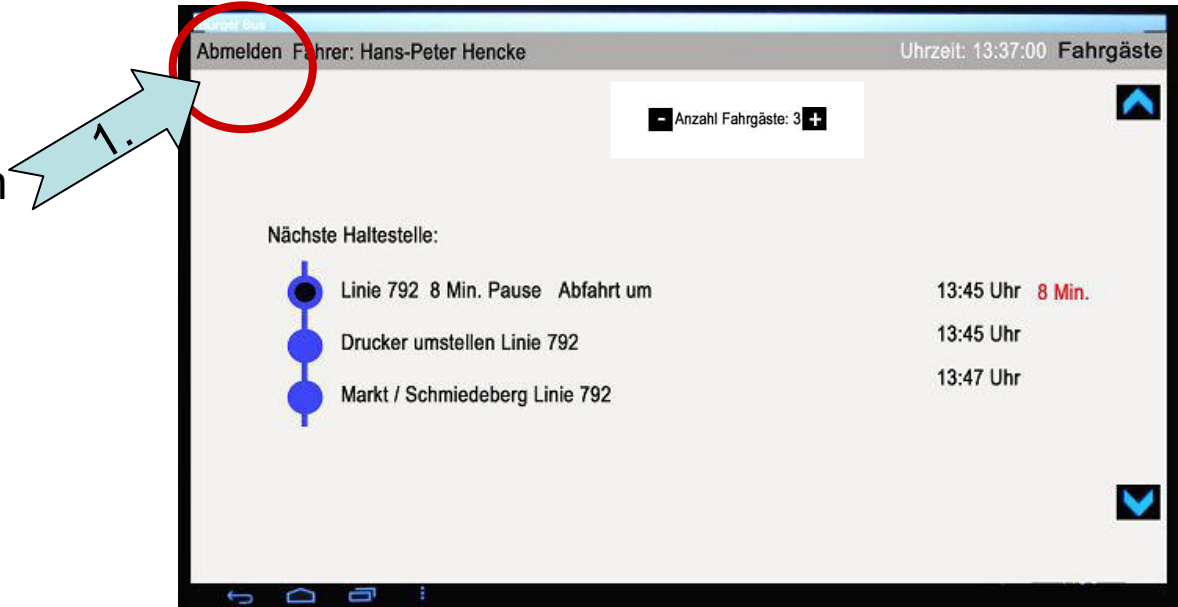 Bürger Bus
Abmelden Fahrer: Hans-Peter Hencke Uhrzeit: 13:37:00 Fahrgäste
- Anzahl Fahrgäste: 3 +
1.
n
Nächste Haltestelle:
Linie 792 8 Min. Pause Abfahrt um 13:45 Uhr 8 Min.
Drucker umstellen Linie 792 13:45 Uhr
Markt / Schmiedeberg Linie 792 13:47 Uhr